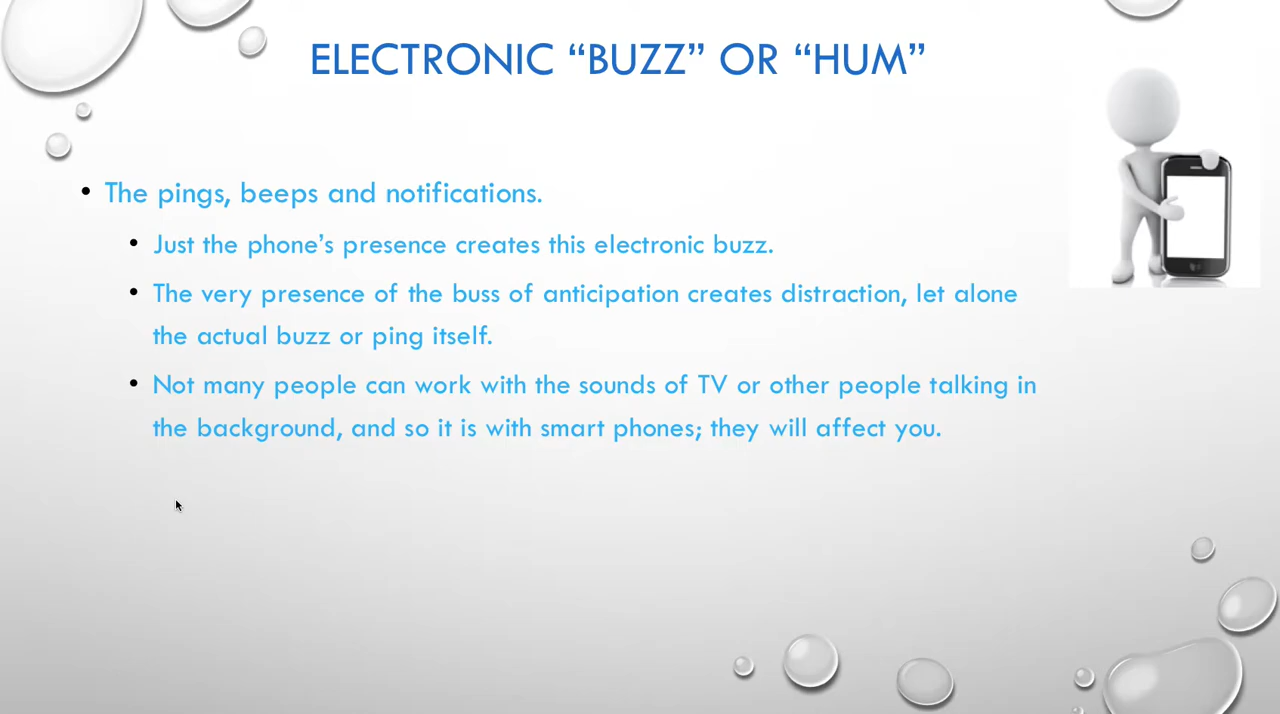 ELECTRONIC “BUZZ” OR “HUM”
• The pings, beeps and notifications.
• Just the phone’s presence creates this electronic buzz.
• The very presence of the buss of anticipation creates distraction, let alone
the actual buzz or ping itself.
• Not many people can work with the sounds of TV or other people talking in
the background, and so it is with smart phones; they will affect you.